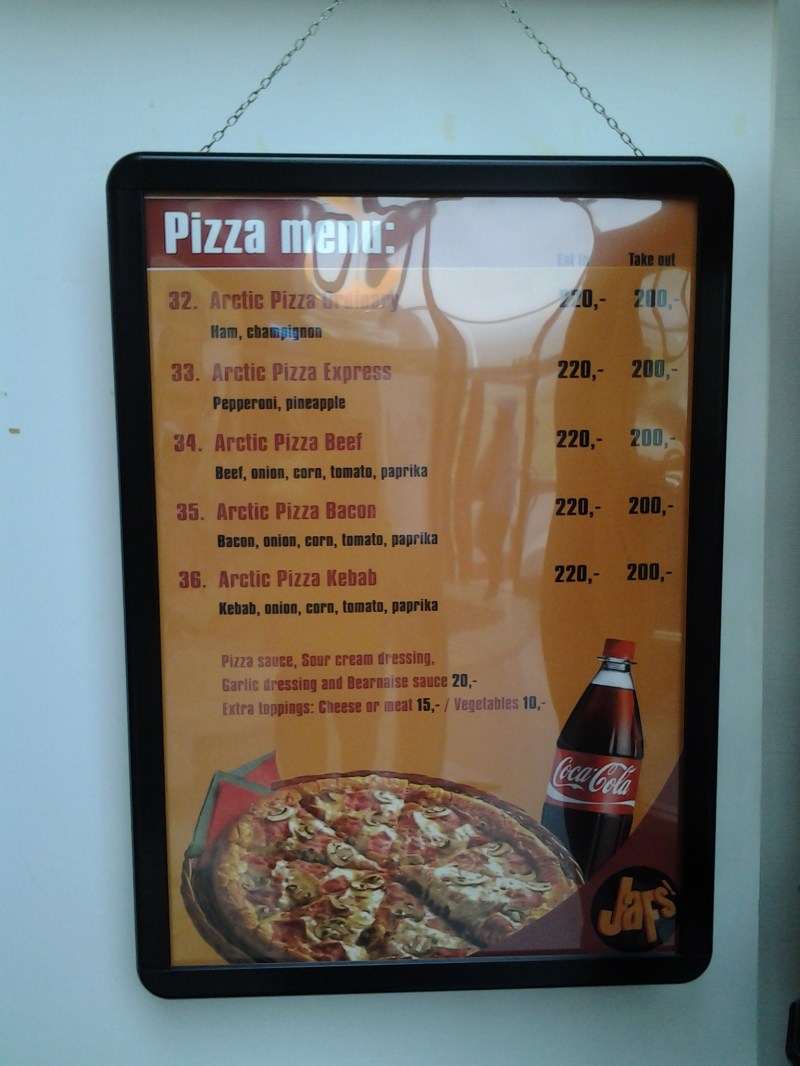 Pizza menu:
Eat in Take out
32. Arctic Pizza Ordinary 220,- 200,-
Ham, champignon
33. Arctic Pizza Express 220,- 200,-
Pepperoni, pineapple
34. Arctic Pizza Beef 220,- 200,-
Beef, onion, corn, tomato, paprika
35. Arctic Pizza Bacon 220,- 200,-
Bacon, onion, corn, tomato, paprika
36. Arctic Pizza Kebab 220,- 200,-
Kebab, onion, corn, tomato, paprika
Pizza sauce, Sour cream dressing,
Garlic dressing and Bearnaise sauce 20,-
Extra toppings: Cheese or meat 15,- / Vegetables 10,-
Coca-Cola
Jafs'